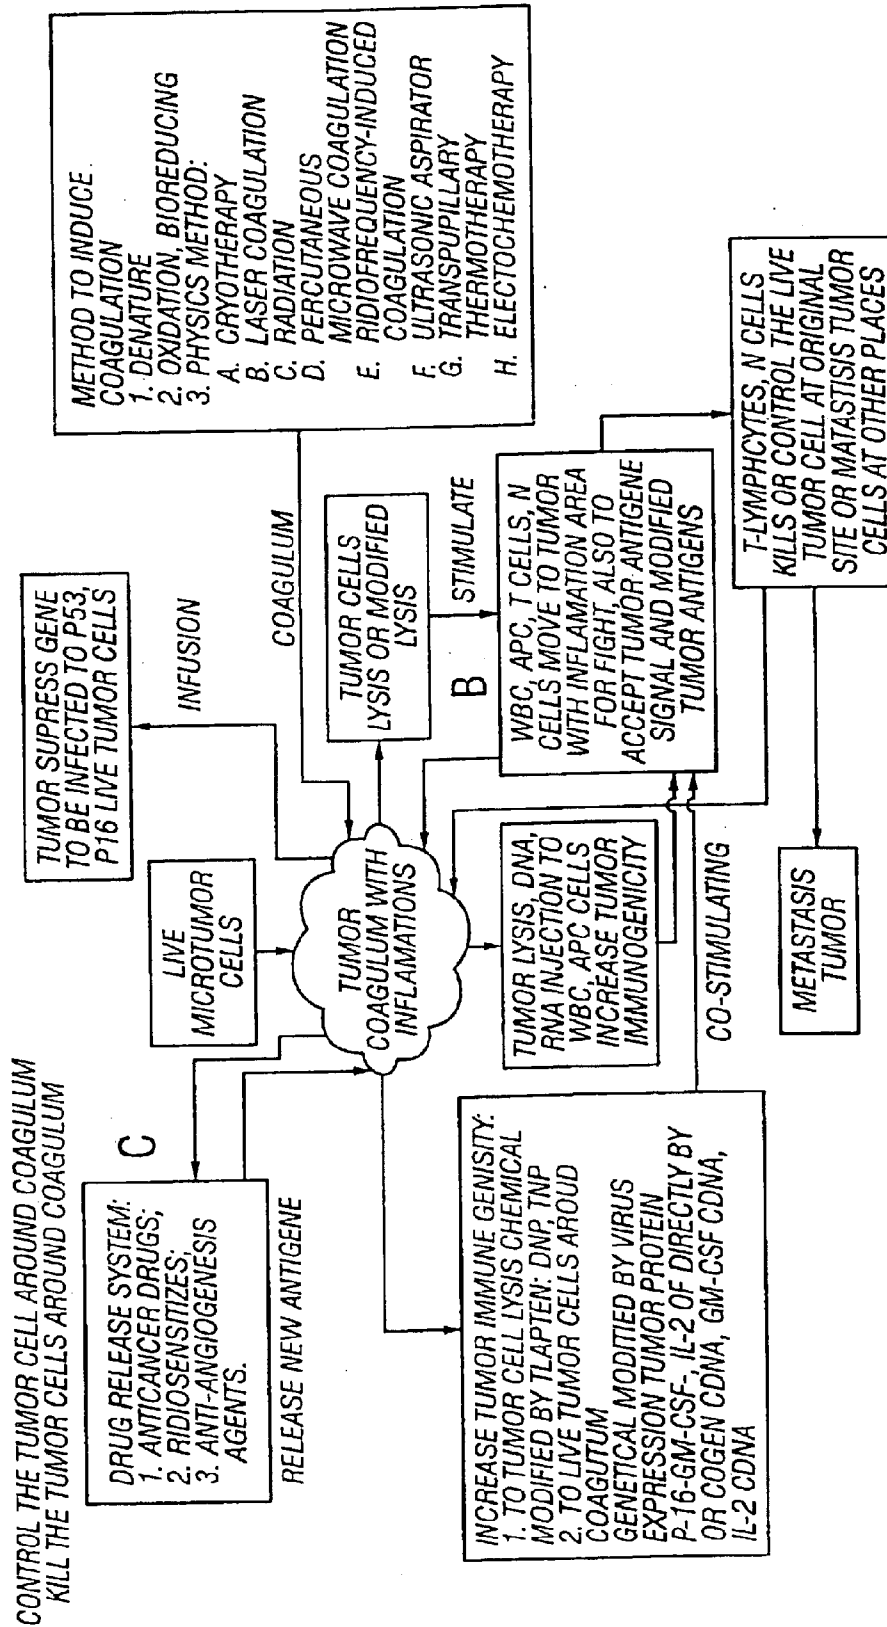 CONTROL THE TUMOR CELL AROUND COAGULUM
KILL THE TUMOR CELLS AROUND COAGULUM
C
DRUG RELEASE SYSTEM:
1. ANTICANCER DRUGS;
2. RIDIOSENSITIZES;
3. ANTI-ANGIOGENESIS
AGENTS.
RELEASE NEW ANTIGENE
LIVE
MICROTUMOR
CELLS
TUMOR SUPRESS GENE
TO BE INFECTED TO P53,
P16 LIVE TUMOR CELLS
INFUSION
COAGULUM
METHOD TO INDUCE
COAGULATION
1. DENATURE
2. OXIDATION, BIOREDUCING
3. PHYSICS METHOD:
A. CRYOTHERAPY
B. LASER COAGULATION
C. RADIATION
D. PERCUTANEOUS
MICROWAVE COAGULATION
E. RIDIOFREQUENCY-INDUCED
COAGULATION
F. ULTRASONIC ASPIRATOR
G. TRANSPUPILLARY
THERMOTHERAPY
H. ELECTOCHEMOTHERAPY
TUMOR
COAGULUM WITH
INFLAMATIONS
TUMOR CELLS
LYSIS OR MODIFIED
LYSIS
STIMULATE
B
INCREASE TUMOR IMMUNE GENISITY:
1. TO TUMOR CELL LYSIS CHEMICAL
MODIFIED BY TLAPTEN: DNP, TNP
2. TO LIVE TUMOR CELLS AROUD
COAGUTUM
GENETICAL MODITIED BY VIRUS
EXPRESSION TUMOR PROTEIN
P-16-GM-CSF-, IL-2 OF DIRECTLY BY
OR COGEN CDNA, GM-CSF CDNA,
IL-2 CDNA
TUMOR LYSIS, DNA,
RNA INJECTION TO
WBC, APC CELLS
INCREASE TUMOR
IMMUNOGENICITY
WBC, APC, T CELLS, N
CELLS MOVE TO TUMOR
WITH INFLAMATION AREA
FOR FIGHT, ALSO TO
ACCEPT TUMOR ANTIGENE
SIGNAL AND MODIFIED
TUMOR ANTIGENS
CO-STIMULATING
T-LYMPHCYTES, N CELLS
KILLS OR CONTROL THE LIVE
TUMOR CELL AT ORIGINAL
SITE OR MATASTISIS TUMOR
CELLS AT OTHER PLACES
METASTASIS
TUMOR